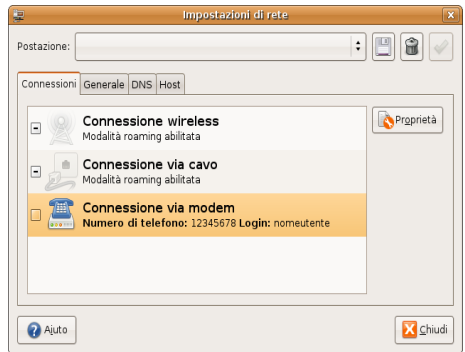 Impostazioni di rete
Postazione:
Connessioni Generale DNS Host
Connessione wireless
Modalità roaming abilitata
Proprietà
Connessione via cavo
Modalità roaming abilitata
Connessione via modem
Numero di telefono: 12345678 Login: nomeutente
Aiuto
Chiudi